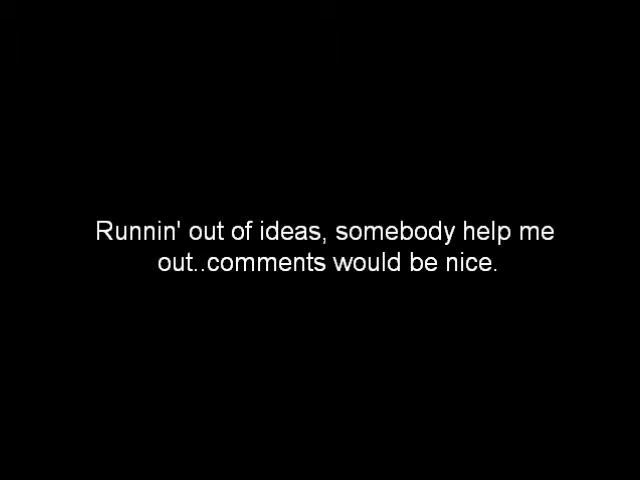 Runnin' out of ideas, somebody help me
out..comments would be nice.